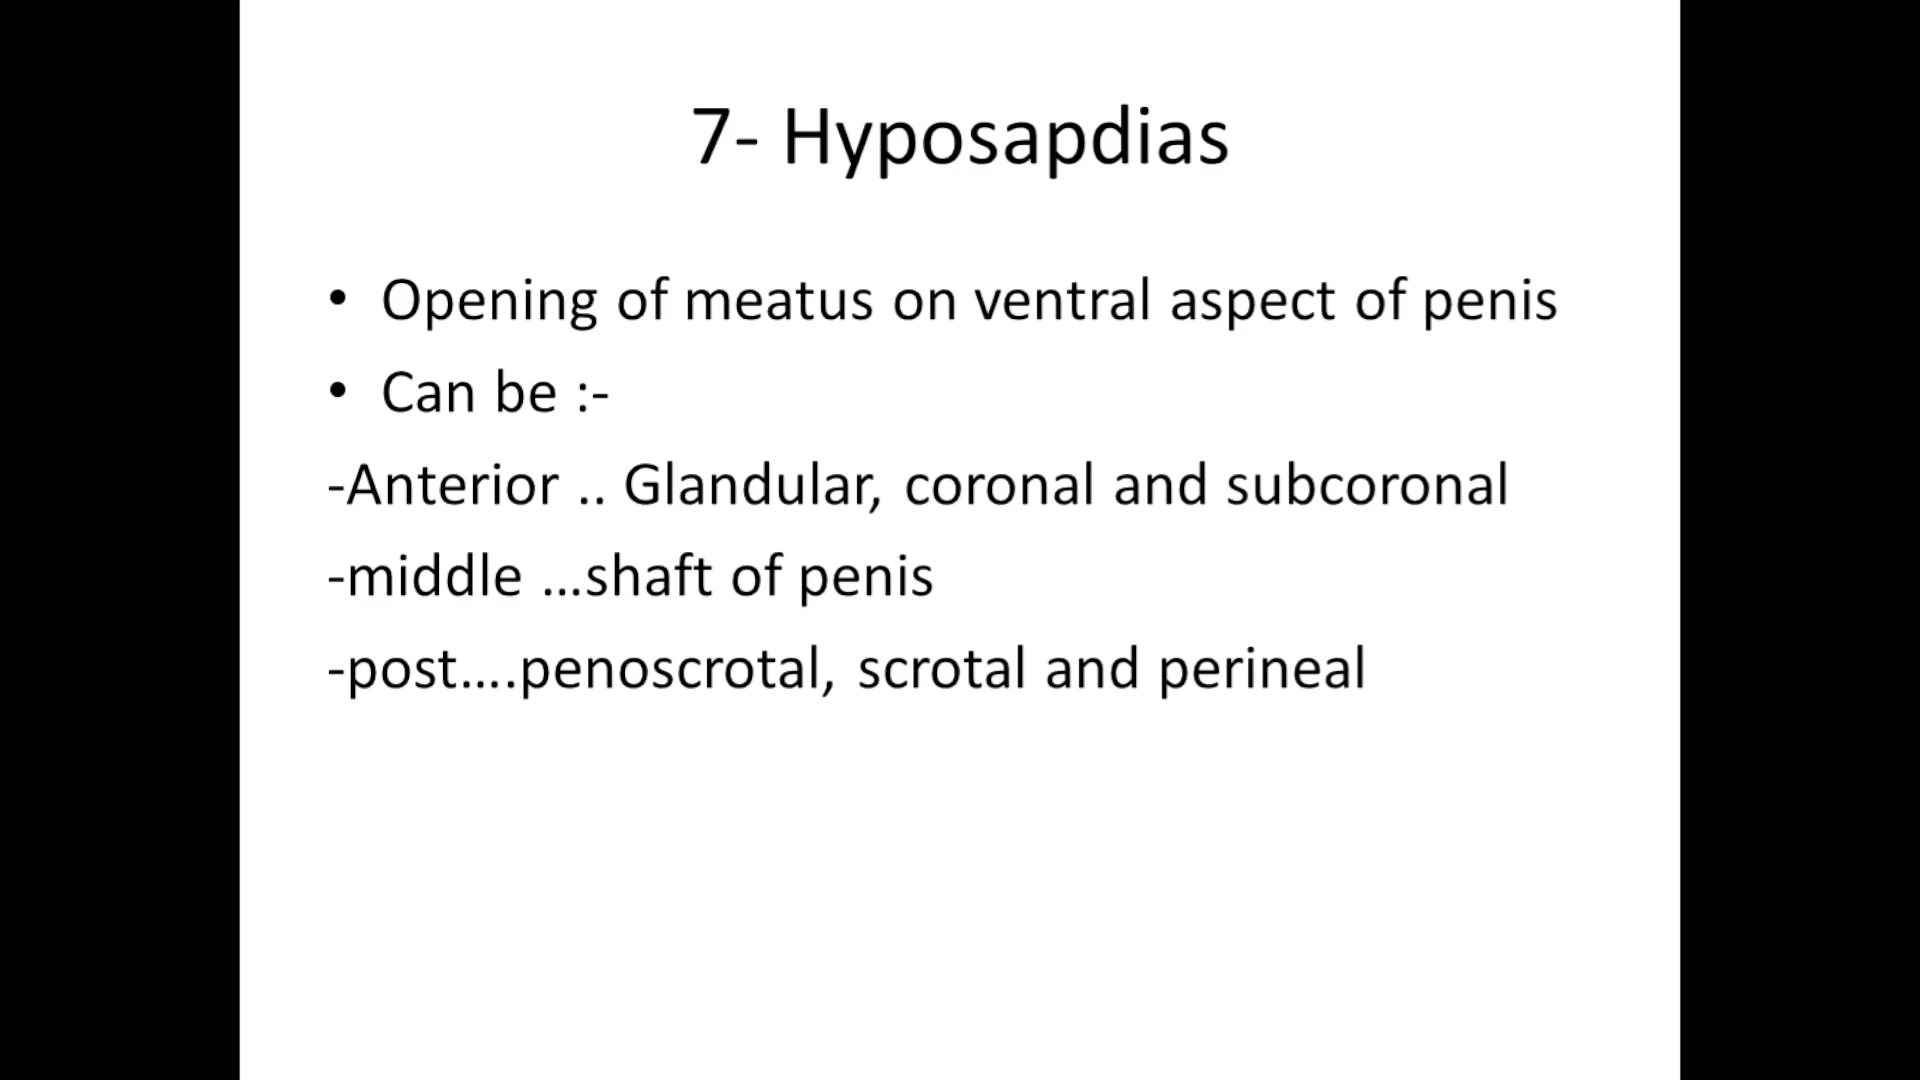 7- Hyposapdias
• Opening of meatus on ventral aspect of penis
• Can be :-
-Anterior .. Glandular, coronal and subcoronal
-middle ...shaft of penis
-post....penoscrotal, scrotal and perineal